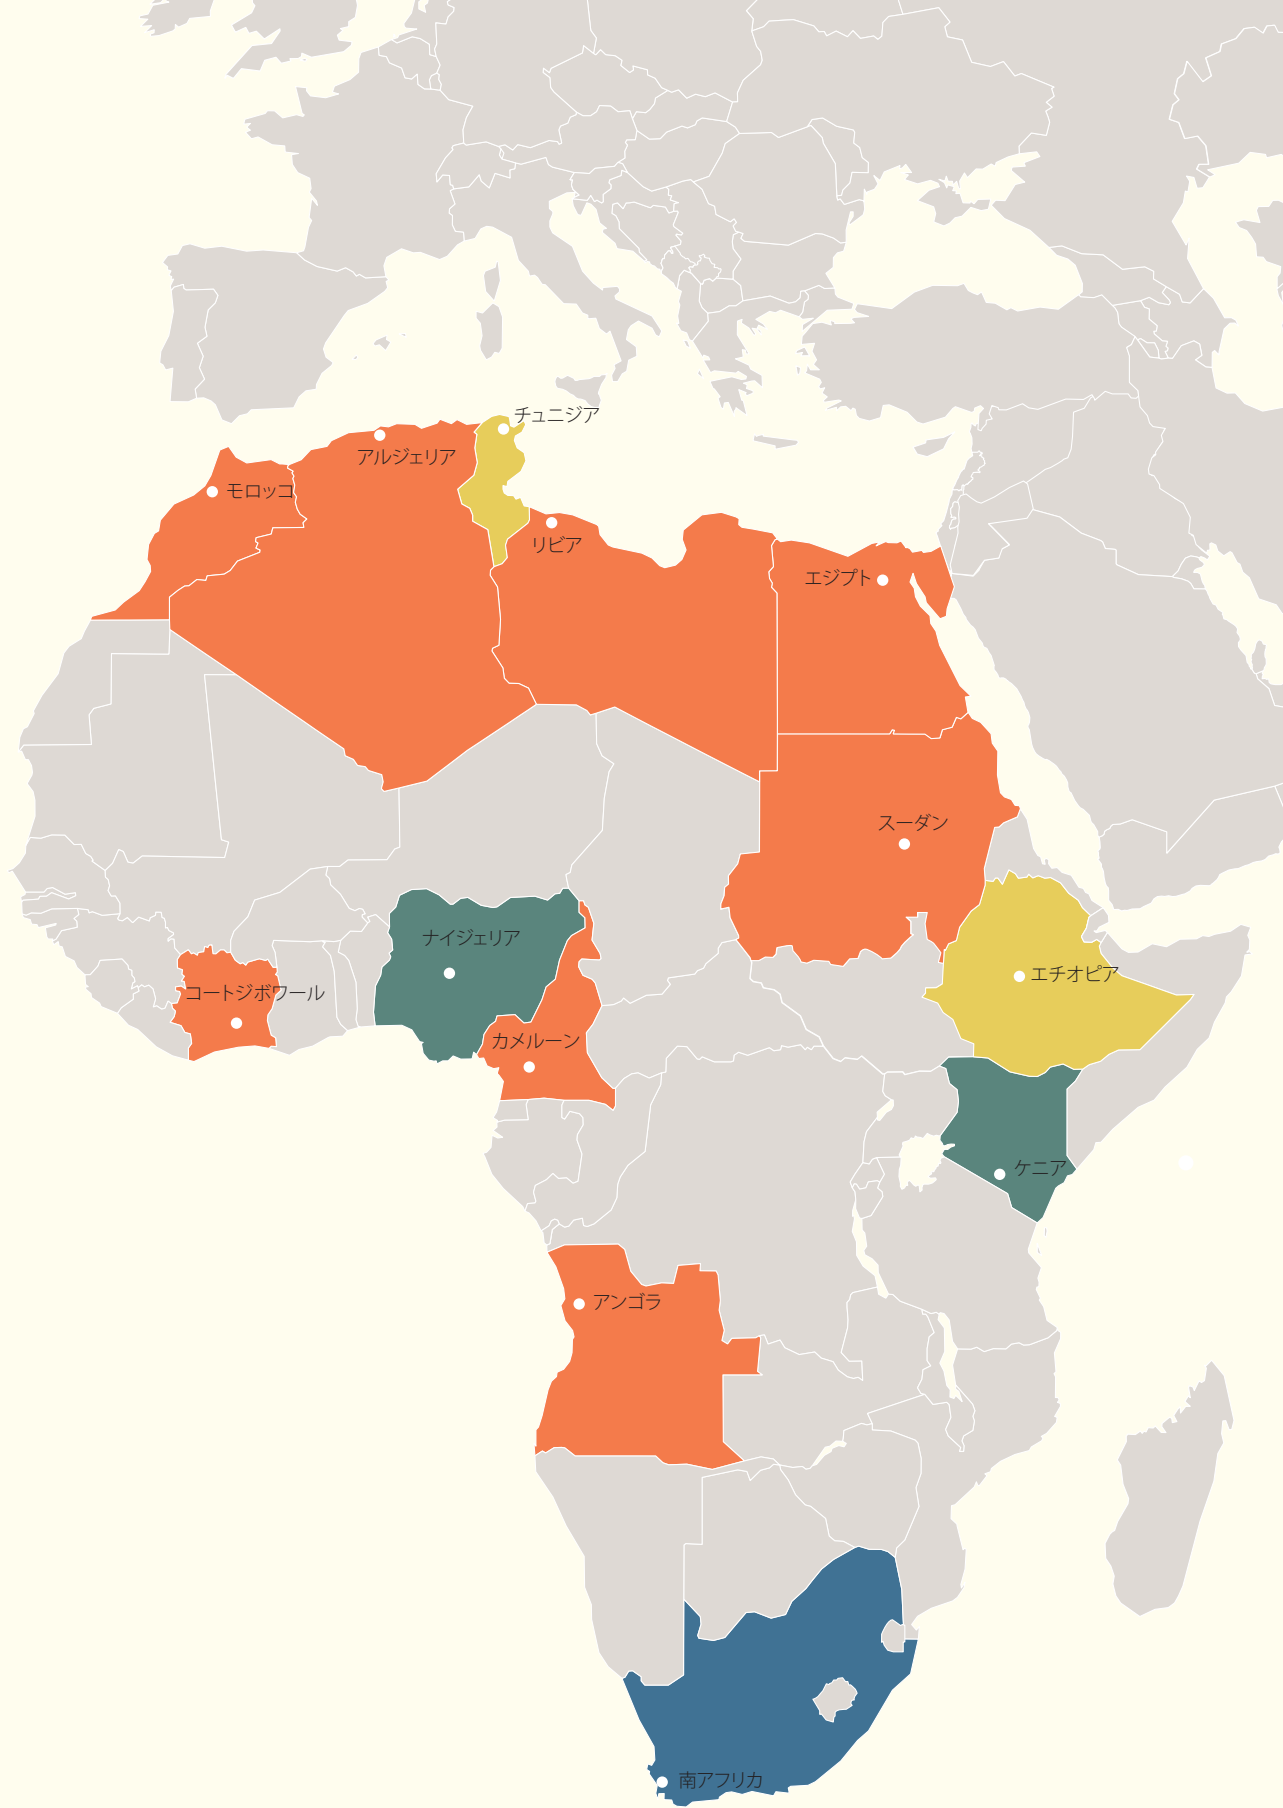 チュニジア
アルジェリア
モロッコ
リビア
エジプト
スーダン
ナイジェリア
エチオピア
コートジボワール
カメルーン
ケニア
アンゴラ
南アフリカ